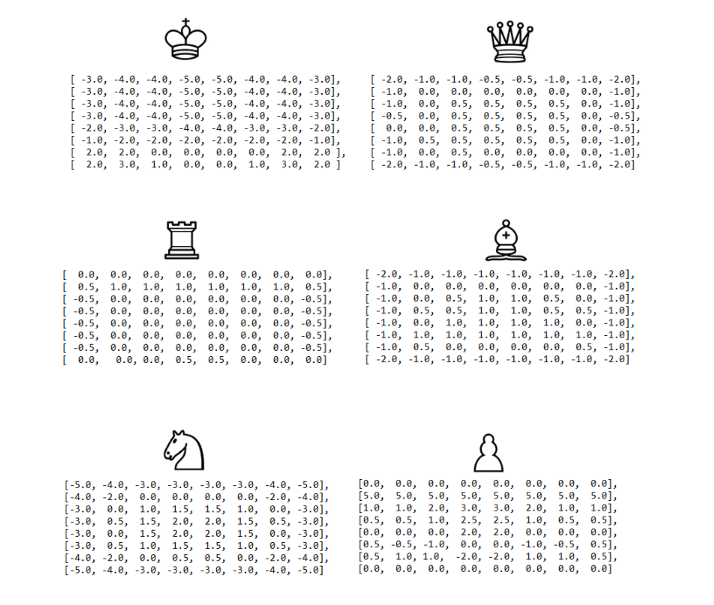 [ -3.0, -4.0, -4.0, -5.0, -5.0, -4.0, -4.0, -3.0],
[ -3.0, -4.0, -4.0, -5.0, -5.0, -4.0, -4.0, -3.0],
[ -3.0, -4.0, -4.0, -5.0, -5.0, -4.0, -4.0, -3.0],
[ -3.0, -4.0, -4.0, -5.0, -5.0, -4.0, -4.0, -3.0],
[ -2.0, -3.0, -3.0, -4.0, -4.0, -3.0, -3.0, -2.0],
[ -1.0, -2.0, -2.0, -2.0, -2.0, -2.0, -2.0, -1.0],
[ 2.0, 2.0, 0.0, 0.0, 0.0, 0.0, 2.0, 2.0 ],
[ 2.0, 3.0, 1.0, 0.0, 0.0, 1.0, 3.0, 2.0 ]
[ -2.0, -1.0, -1.0, -0.5, -0.5, -1.0, -1.0, -2.0],
[ -1.0, 0.0, 0.0, 0.0, 0.0, 0.0, 0.0, -1.0],
[ -1.0, 0.0, 0.5, 0.5, 0.5, 0.5, 0.0, -1.0],
[ -0.5, 0.0, 0.5, 0.5, 0.5, 0.5, 0.0, -0.5],
[ 0.0, 0.0, 0.5, 0.5, 0.5, 0.5, 0.0, -0.5],
[ -1.0, 0.5, 0.5, 0.5, 0.5, 0.5, 0.0, -1.0],
[ -1.0, 0.0, 0.5, 0.0, 0.0, 0.0, 0.0, -1.0],
[ -2.0, -1.0, -1.0, -0.5, -0.5, -1.0, -1.0, -2.0]
[ 0.0, 0.0, 0.0, 0.0, 0.0, 0.0, 0.0, 0.0],
[ 0.5, 1.0, 1.0, 1.0, 1.0, 1.0, 1.0, 0.5],
[ -0.5, 0.0, 0.0, 0.0, 0.0, 0.0, 0.0, -0.5],
[ -0.5, 0.0, 0.0, 0.0, 0.0, 0.0, 0.0, -0.5],
[ -0.5, 0.0, 0.0, 0.0, 0.0, 0.0, 0.0, -0.5],
[ -0.5, 0.0, 0.0, 0.0, 0.0, 0.0, 0.0, -0.5],
[ -0.5, 0.0, 0.0, 0.0, 0.0, 0.0, 0.0, -0.5],
[ 0.0, 0.0, 0.0, 0.5, 0.5, 0.0, 0.0, 0.0]
[ -2.0, -1.0, -1.0, -1.0, -1.0, -1.0, -1.0, -2.0],
[ -1.0, 0.0, 0.0, 0.0, 0.0, 0.0, 0.0, -1.0],
[ -1.0, 0.0, 0.5, 1.0, 1.0, 0.5, 0.0, -1.0],
[ -1.0, 0.5, 0.5, 1.0, 1.0, 0.5, 0.5, -1.0],
[ -1.0, 0.0, 1.0, 1.0, 1.0, 1.0, 0.0, -1.0],
[ -1.0, 1.0, 1.0, 1.0, 1.0, 1.0, 1.0, -1.0],
[ -1.0, 0.5, 0.0, 0.0, 0.0, 0.0, 0.5, -1.0],
[ -2.0, -1.0, -1.0, -1.0, -1.0, -1.0, -1.0, -2.0]
[-5.0, -4.0, -3.0, -3.0, -3.0, -3.0, -4.0, -5.0],
[-4.0, -2.0, 0.0, 0.0, 0.0, 0.0, -2.0, -4.0],
[-3.0, 0.0, 1.0, 1.5, 1.5, 1.0, 0.0, -3.0],
[-3.0, 0.5, 1.5, 2.0, 2.0, 1.5, 0.5, -3.0],
[-3.0, 0.0, 1.5, 2.0, 2.0, 1.5, 0.0, -3.0],
[-3.0, 0.5, 1.0, 1.5, 1.5, 1.0, 0.5, -3.0],
[-4.0, -2.0, 0.0, 0.5, 0.5, 0.0, -2.0, -4.0],
[-5.0, -4.0, -3.0, -3.0, -3.0, -3.0, -4.0, -5.0]
[0.0, 0.0, 0.0, 0.0, 0.0, 0.0, 0.0, 0.0],
[5.0, 5.0, 5.0, 5.0, 5.0, 5.0, 5.0, 5.0],
[1.0, 1.0, 2.0, 3.0, 3.0, 2.0, 1.0, 1.0],
[0.5, 0.5, 1.0, 2.5, 2.5, 1.0, 0.5, 0.5],
[0.0, 0.0, 0.0, 2.0, 2.0, 0.0, 0.0, 0.0],
[0.5, -0.5, -1.0, 0.0, 0.0, -1.0, -0.5, 0.5],
[0.5, 1.0, 1.0, -2.0, -2.0, 1.0, 1.0, 0.5],
[0.0, 0.0, 0.0, 0.0, 0.0, 0.0, 0.0, 0.0]